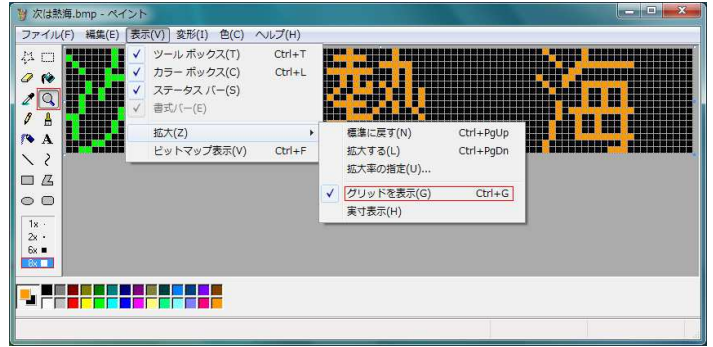 次は熱海.bmp - ペイント
ファイル(F) 編集(E) 表示(V) 変形(I) 色(C) ヘルプ(H)
ツール ボックス(T) Ctrl+T
カラー ボックス(C) Ctrl+L
ステータス バー(S)
書式バー(E)
拡大(Z)
ビットマップ表示(V) Ctrl+F
標準に戻す(N) Ctrl+PgUp
拡大する(L) Ctrl+PgDn
拡大率の指定(U)...
グリッドを表示(G) Ctrl+G
実寸表示(H)
熱海
A
1x
2x
6x
8x